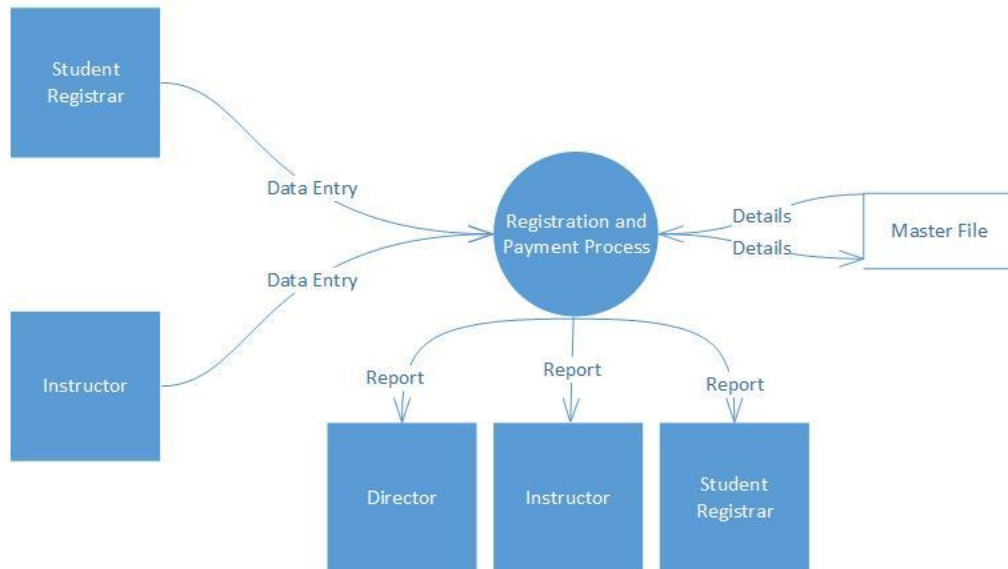 Student
Registrar
Data Entry
Registration and
Payment Process
Details
Details
Master File
Data Entry
Instructor
Report
Report
Report
Director
Instructor
Student
Registrar